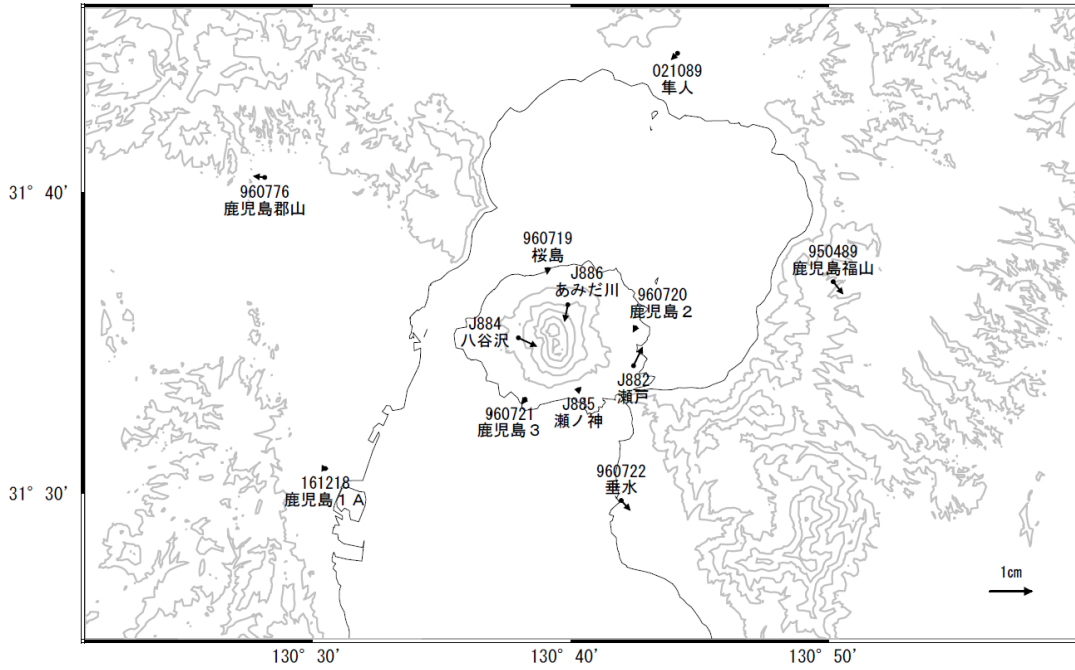 021089
隼人
31° 40'
960776
鹿児島郡山
960719
桜島
J886
あみだ川
950489
鹿児島福山
960720
鹿児島２
J884
八谷沢
J882
瀬戸
J885
瀬ノ神
960721
鹿児島３
960722
垂水
161218
鹿児島１Ａ
31° 30'
1cm
130° 30'
130° 40'
130° 50'